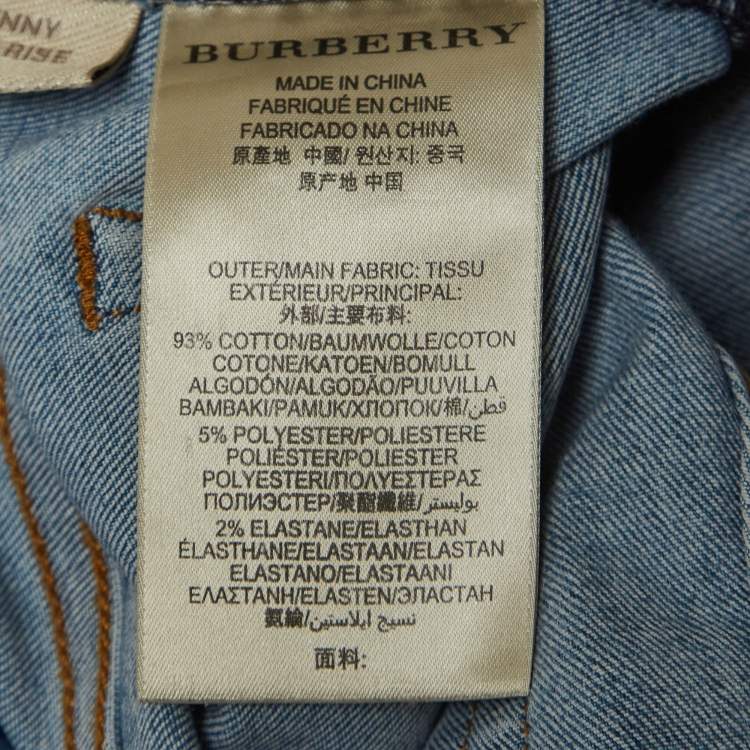 NNY
RISE
BURBERRY
MADE IN CHINA
FABRIQUÉ EN CHINE
FABRICADO NA CHINA
原產地 中國/ 원산지: 중국
原产地 中国
OUTER/MAIN FABRIC: TISSU
EXTÉRIEUR/PRINCIPAL:
外部/主要布料:
93% COTTON/BAUMWOLLE/COTON
COTONE/KATOEN/BOMULL
ALGODÓN/ALGODÃO/PUUVILLA
BAMBAKI/PAMUK/ХЛОПОК/棉/قطن
5% POLYESTER/POLIESTERE
POLIÉSTER/POLIESTER
POLYESTERI/ΠΟΛΥΕΣΤΕΡΑΣ
ПОЛИЭСТЕР/聚酯纖維/بوليستر
2% ELASTANE/ELASTHAN
ÉLASTHANE/ELASTAAN/ELASTAN
ELASTANO/ELASTAANI
ΕΛΑΣΤΑΝΗ/ELASTEN/ЭЛАСТАН
氨綸/نسيج ايلاستين
面料: